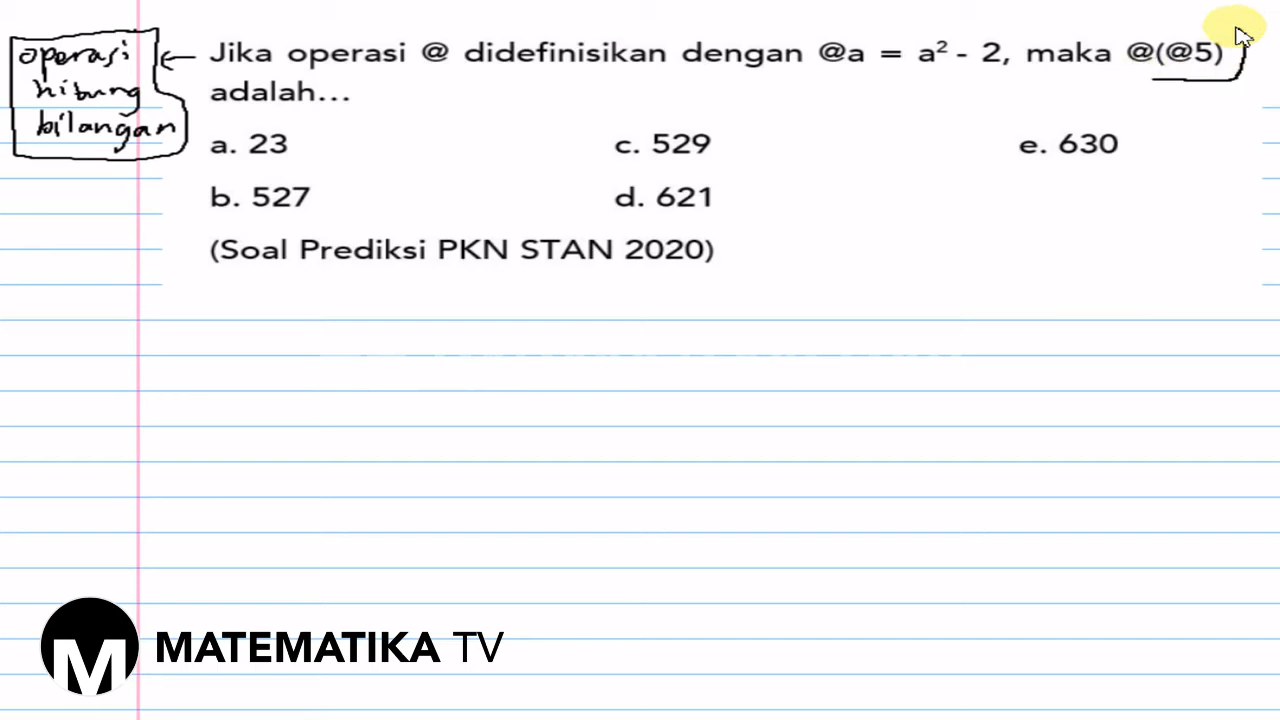 operasi
hitung
bilangan
Jika operasi @ didefinisikan dengan @a = a² - 2, maka @(@5)
adalah...
a. 23 c. 529 e. 630
b. 527 d. 621
(Soal Prediksi PKN STAN 2020)
M MATEMATIKA TV